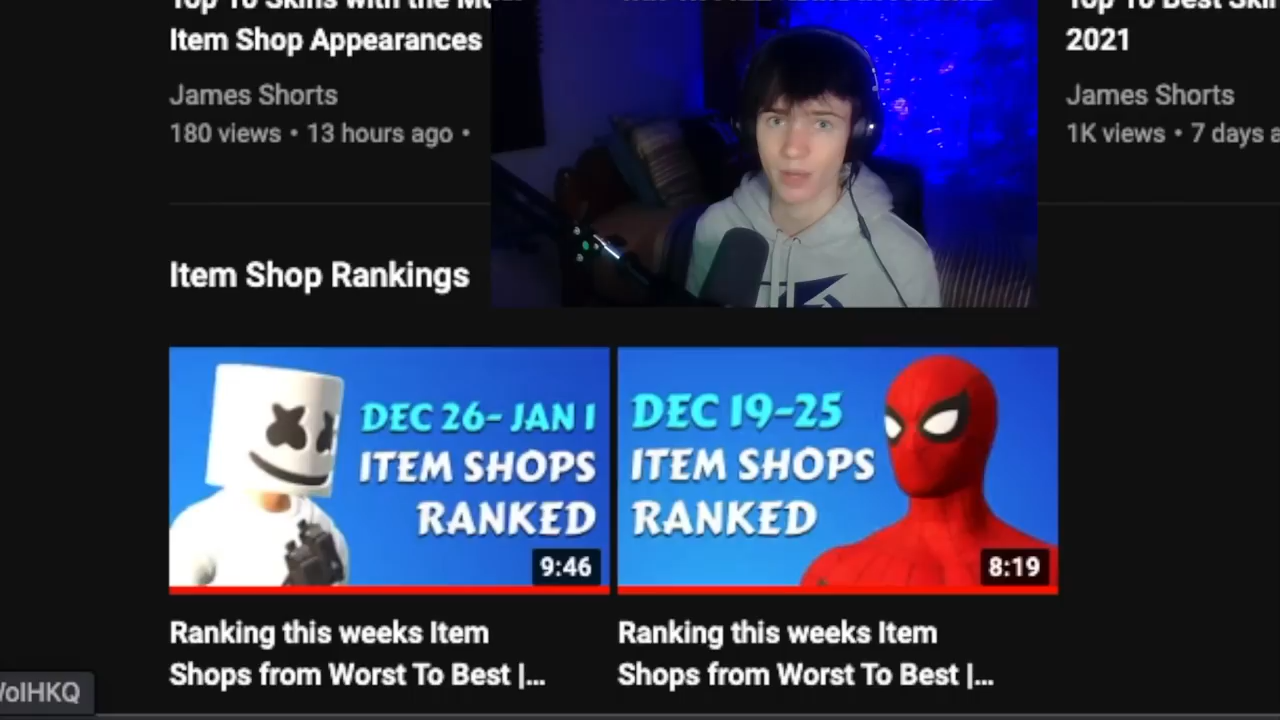 Item Shop Appearances
James Shorts
180 views • 13 hours ago •
2021
James Shorts
1K views • 7 days a
Item Shop Rankings
DEC 26- JAN 1
ITEM SHOPS
RANKED
9:46
DEC 19-25
ITEM SHOPS
RANKED
8:19
Ranking this weeks Item
Shops from Worst To Best |...
Ranking this weeks Item
Shops from Worst To Best |...